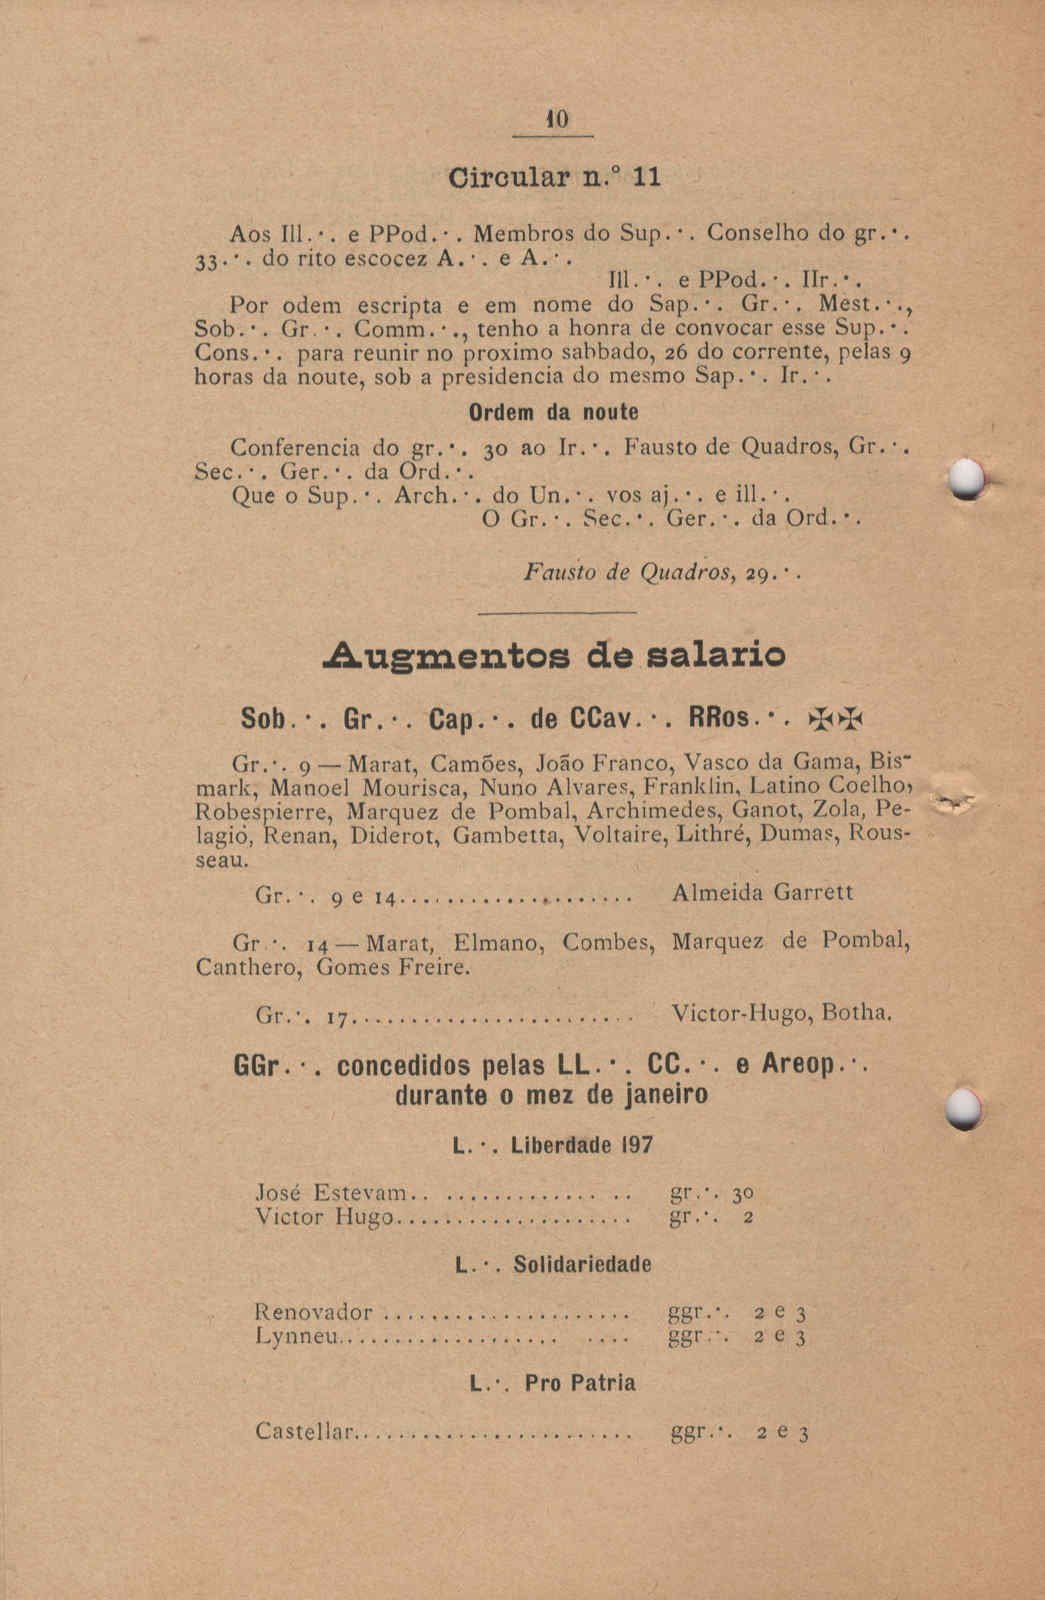 10
Circular n.º 11
Aos Ill.·. e PPod.·. Membros do Sup.·. Conselho do gr.·.
33.·. do rito escocez A.·. e A.·.
Ill.·. e PPod.·. IIr.·.
Por odem escripta e em nome do Sap.·. Gr.·. Mest.·.,
Sob.·. Gr.·. Comm.·., tenho a honra de convocar esse Sup.·.
Cons.·. para reunir no proximo sabbado, 26 do corrente, pelas 9
horas da noute, sob a presidencia do mesmo Sap.·. Ir.·.
Ordem da noute
Conferencia do gr.·. 30 ao Ir.·. Fausto de Quadros, Gr.·.
Sec.·. Ger.·. da Ord.·.
Que o Sup.·. Arch.·. do Un.·. vos aj.·. e ill.·.
O Gr.·. Sec.·. Ger.·. da Ord.·.
Fausto de Quadros, 29.·.
Augmentos de salario
Sob.·. Gr.·. Cap.·. de CCav.·. RRos.·. ✠✠
Gr.·. 9 — Marat, Camões, João Franco, Vasco da Gama, Bis-
mark, Manoel Mourisca, Nuno Alvares, Franklin, Latino Coelho,
Robespierre, Marquez de Pombal, Archimedes, Ganot, Zola, Pe-
lagio, Renan, Diderot, Gambetta, Voltaire, Lithré, Dumas, Rous-
seau.
Gr.·. 9 e 14...................... Almeida Garrett
Gr.·. 14 — Marat, Elmano, Combes, Marquez de Pombal,
Canthero, Gomes Freire.
Gr.·. 17........................ Victor-Hugo, Botha.
GGr.·. concedidos pelas LL.·. CC.·. e Areop.·.
durante o mez de janeiro
L.·. Liberdade 197
José Estevam.. ............. .. gr.·. 30
Victor Hugo.................... gr.·. 2
L.·. Solidariedade
Renovador ..................... ggr.·. 2 e 3
Lynneu................... .... ggr.·. 2 e 3
L.·. Pro Patria
Castellar........................ ggr.·. 2 e 3